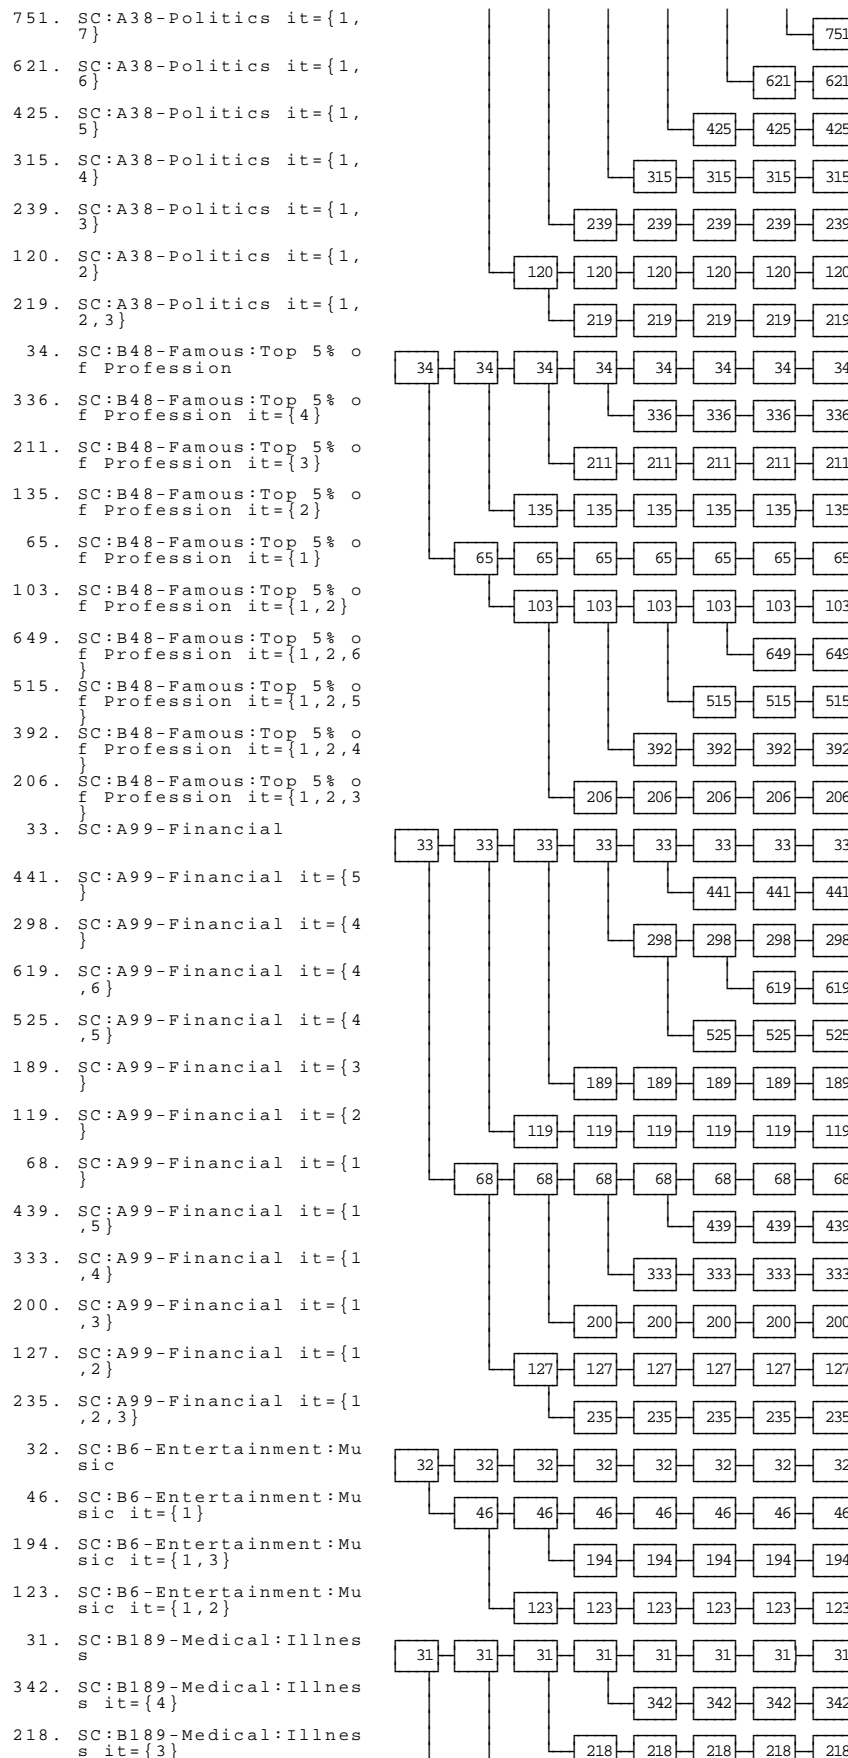 751. SC:A38-Politics it={1,
7}
751
621. SC:A38-Politics it={1,
6}
621 621
425. SC:A38-Politics it={1,
5}
425 425 425
315. SC:A38-Politics it={1,
4}
315 315 315 315
239. SC:A38-Politics it={1,
3}
239 239 239 239 239
120. SC:A38-Politics it={1,
2}
120 120 120 120 120 120
219. SC:A38-Politics it={1,
2,3}
219 219 219 219 219
34. SC:B48-Famous:Top 5% o
f Profession
34 34 34 34 34 34 34 34
336. SC:B48-Famous:Top 5% o
f Profession it={4}
336 336 336 336
211. SC:B48-Famous:Top 5% o
f Profession it={3}
211 211 211 211 211
135. SC:B48-Famous:Top 5% o
f Profession it={2}
135 135 135 135 135 135
65. SC:B48-Famous:Top 5% o
f Profession it={1}
65 65 65 65 65 65 65
103. SC:B48-Famous:Top 5% o
f Profession it={1,2}
103 103 103 103 103 103
649. SC:B48-Famous:Top 5% o
f Profession it={1,2,6
}
649 649
515. SC:B48-Famous:Top 5% o
f Profession it={1,2,5
}
515 515 515
392. SC:B48-Famous:Top 5% o
f Profession it={1,2,4
}
392 392 392 392
206. SC:B48-Famous:Top 5% o
f Profession it={1,2,3
}
206 206 206 206 206
33. SC:A99-Financial
33 33 33 33 33 33 33 33
441. SC:A99-Financial it={5
}
441 441 441
298. SC:A99-Financial it={4
}
298 298 298 298
619. SC:A99-Financial it={4
,6}
619 619
525. SC:A99-Financial it={4
,5}
525 525 525
189. SC:A99-Financial it={3
}
189 189 189 189 189
119. SC:A99-Financial it={2
}
119 119 119 119 119 119
68. SC:A99-Financial it={1
}
68 68 68 68 68 68 68
439. SC:A99-Financial it={1
,5}
439 439 439
333. SC:A99-Financial it={1
,4}
333 333 333 333
200. SC:A99-Financial it={1
,3}
200 200 200 200 200
127. SC:A99-Financial it={1
,2}
127 127 127 127 127 127
235. SC:A99-Financial it={1
,2,3}
235 235 235 235 235
32. SC:B6-Entertainment:Mu
sic
32 32 32 32 32 32 32 32
46. SC:B6-Entertainment:Mu
sic it={1}
46 46 46 46 46 46 46
194. SC:B6-Entertainment:Mu
sic it={1,3}
194 194 194 194 194
123. SC:B6-Entertainment:Mu
sic it={1,2}
123 123 123 123 123 123
31. SC:B189-Medical:Illnes
s
31 31 31 31 31 31 31 31
342. SC:B189-Medical:Illnes
s it={4}
342 342 342 342
218. SC:B189-Medical:Illnes
s it={3}
218 218 218 218 218